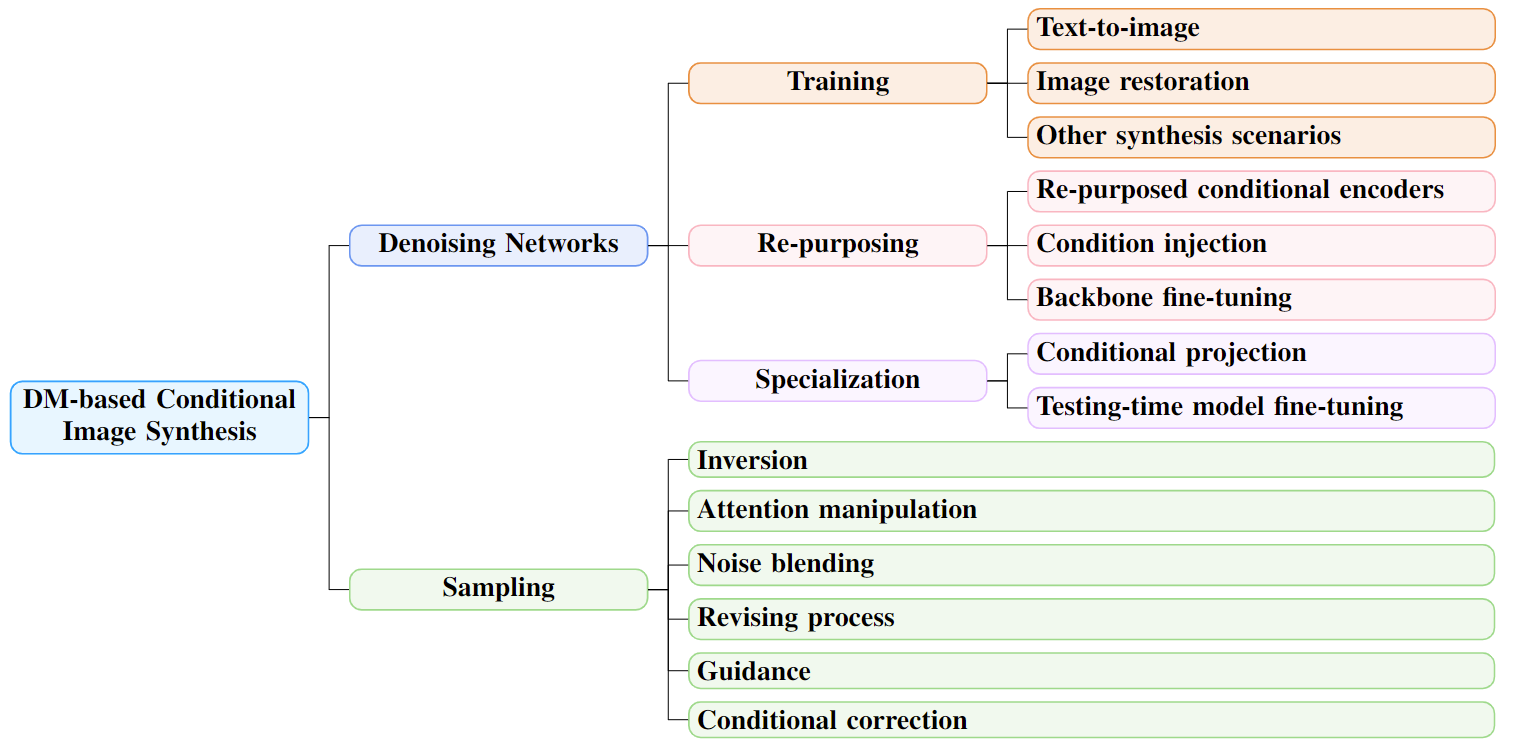 DM-based Conditional
Image Synthesis
Denoising Networks
Training
Text-to-image
Image restoration
Other synthesis scenarios
Re-purposing
Re-purposed conditional encoders
Condition injection
Backbone fine-tuning
Specialization
Conditional projection
Testing-time model fine-tuning
Sampling
Inversion
Attention manipulation
Noise blending
Revising process
Guidance
Conditional correction